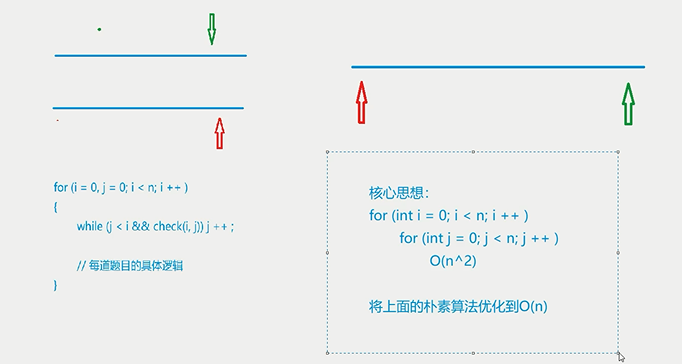 for (i = 0, j = 0; i < n; i ++ )
{
while (j < i && check(i, j)) j ++ ;
// 每道题目的具体逻辑
}
核心思想:
for (int i = 0; i < n; i ++ )
for (int j = 0; j < n; j ++ )
O(n^2)
将上面的朴素算法优化到O(n)